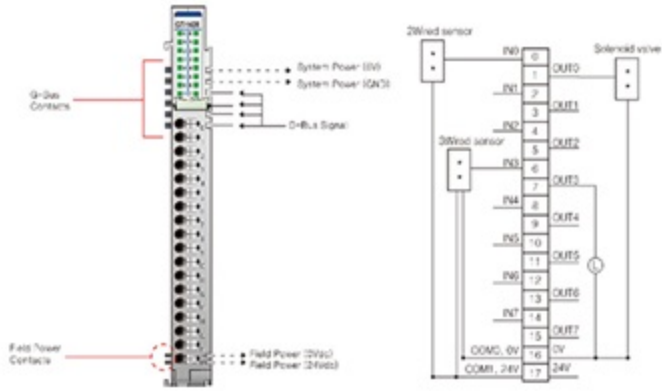 System Power (5V)
System Power (GND)
G-Bus
Contacts
G-Bus Signal
Field Power
Contacts
Field Power (0Vdc)
Field Power (24Vdc)
2Wired sensor
Solenoid valve
3Wired sensor
IN0
0
1
OUT0
IN1
2
3
OUT1
IN2
4
5
OUT2
IN3
6
7
OUT3
IN4
8
9
OUT4
IN5
10
11
OUT5
L
IN6
12
13
OUT6
IN7
14
15
OUT7
COM0, 0V
16
0V
COM1, 24V
17
24V